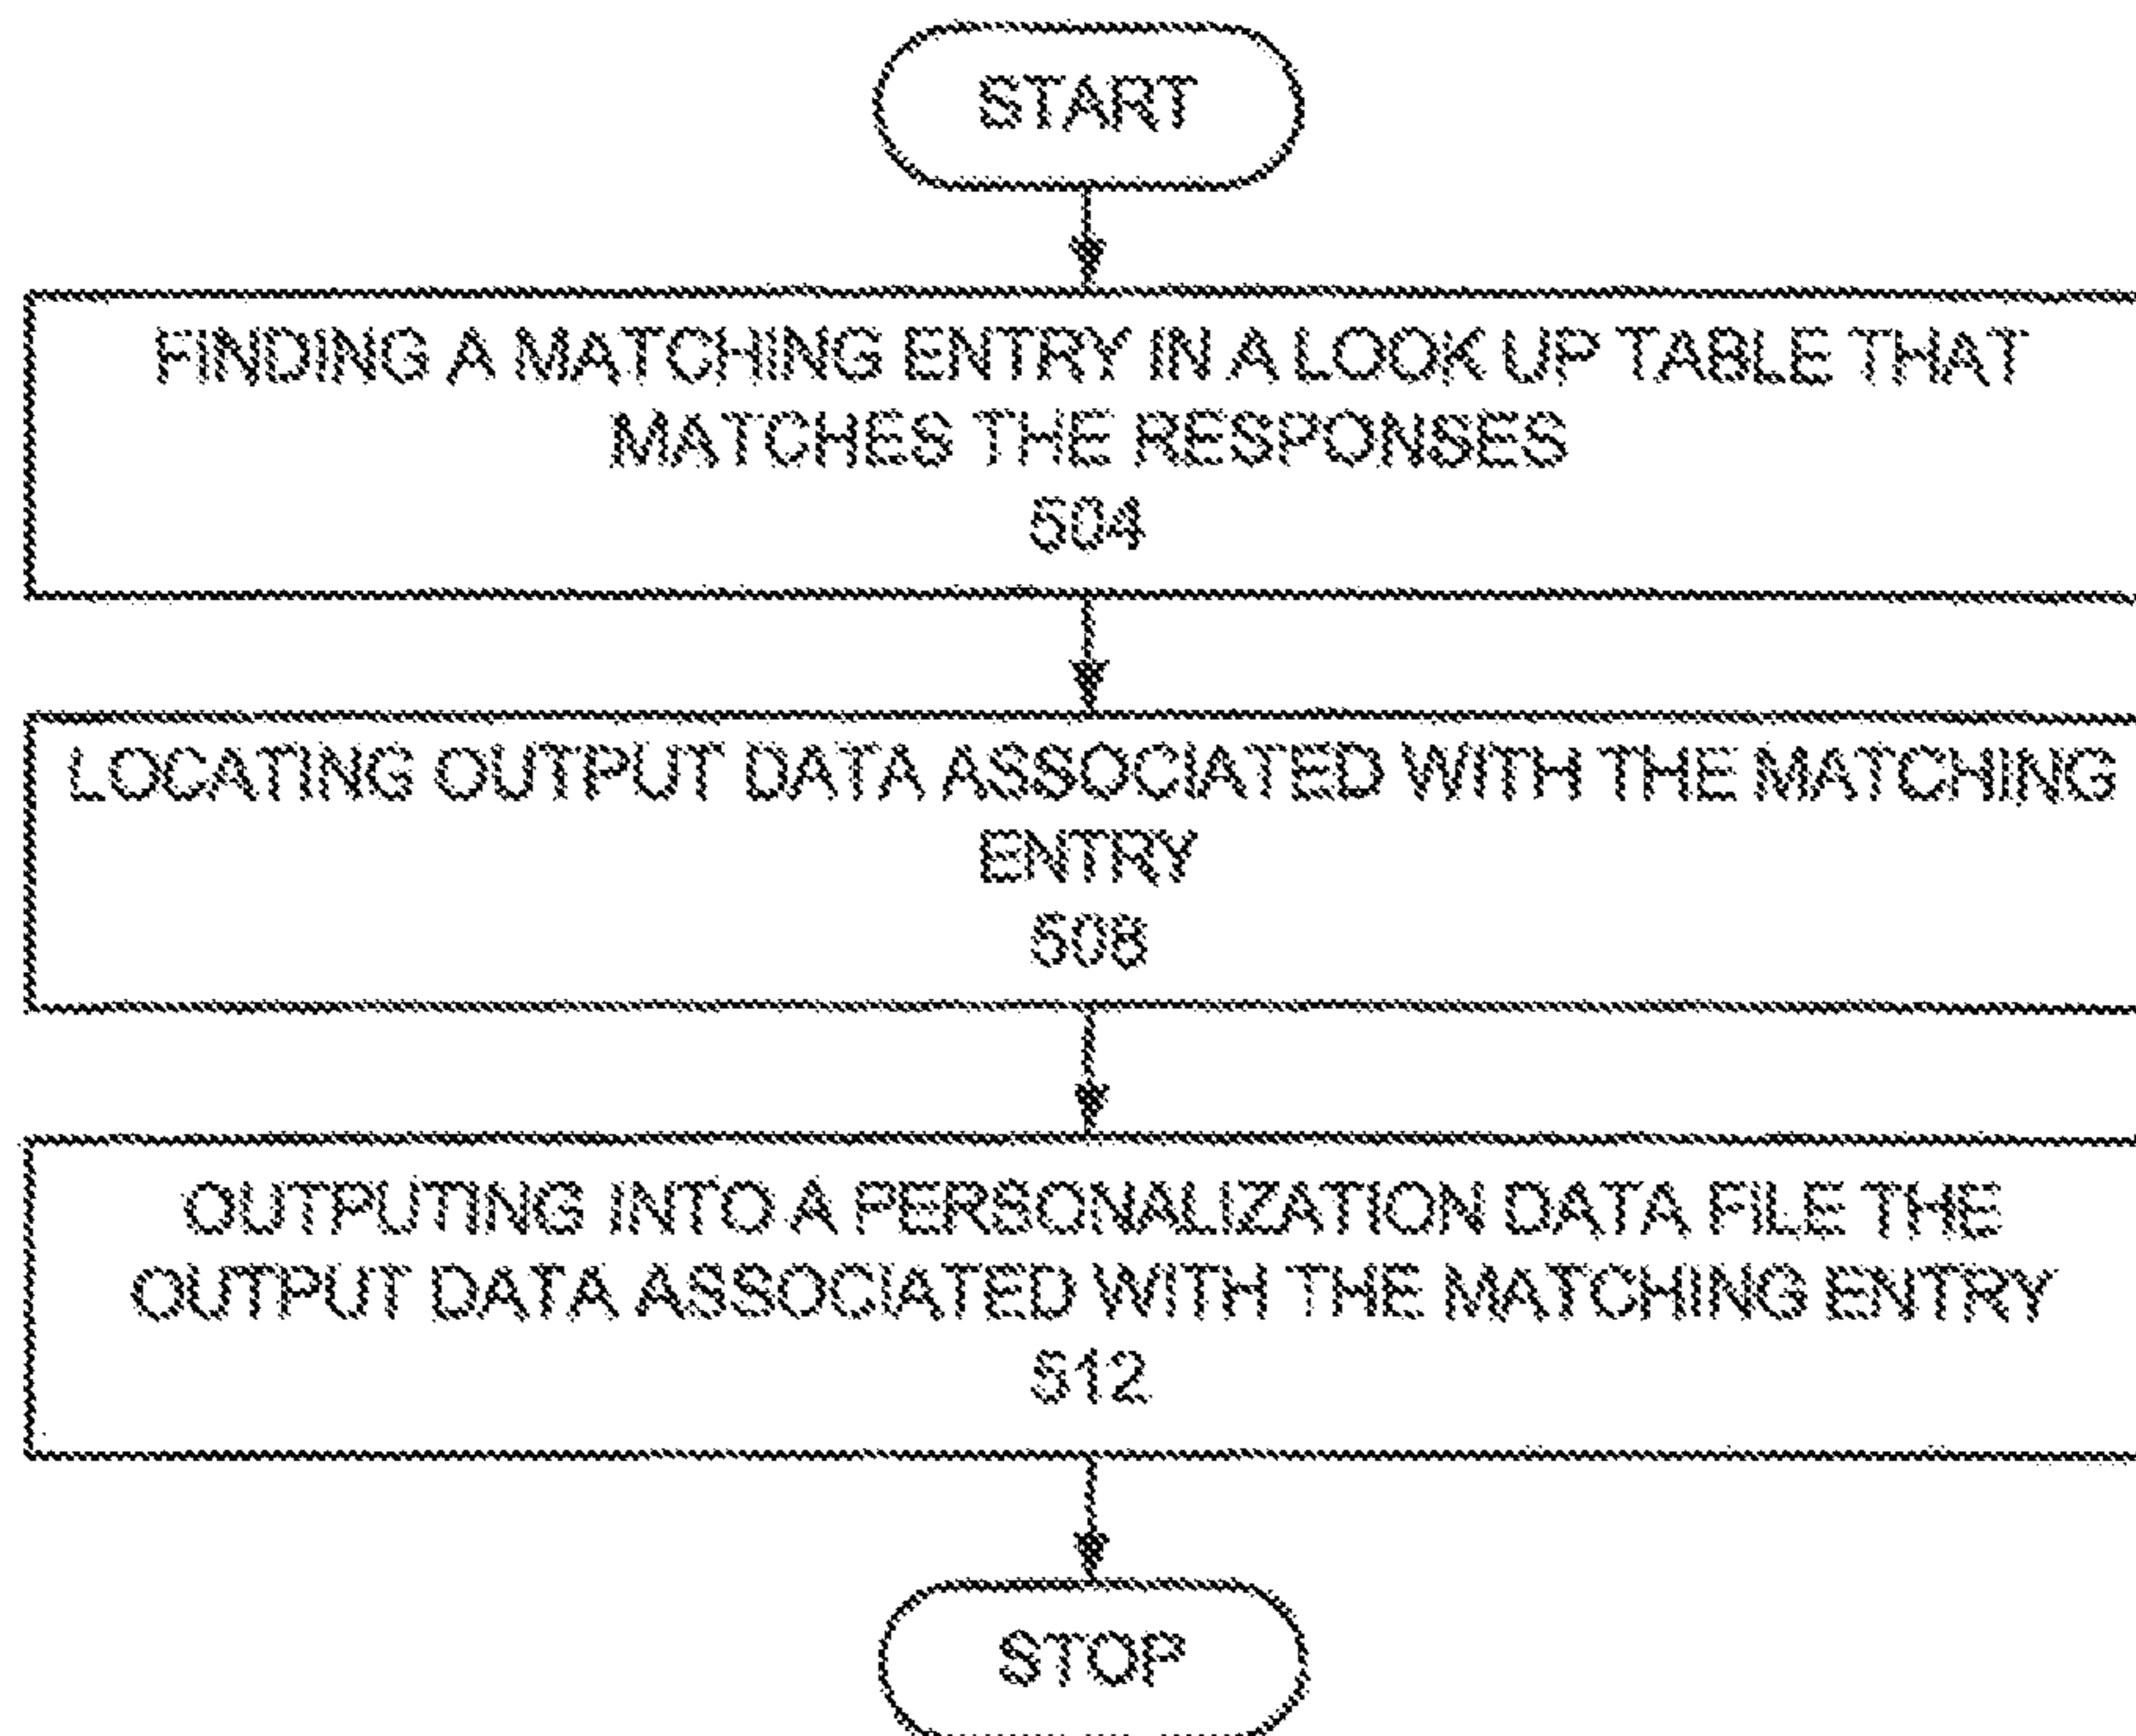 START
FINDING A MATCHING ENTRY IN A LOOK UP TABLE THAT
MATCHES THE RESPONSES
504
LOCATING OUTPUT DATA ASSOCIATED WITH THE MATCHING
ENTRY
508
OUTPUTING INTO A PERSONALIZATION DATA FILE THE
OUTPUT DATA ASSOCIATED WITH THE MATCHING ENTRY
512
STOP